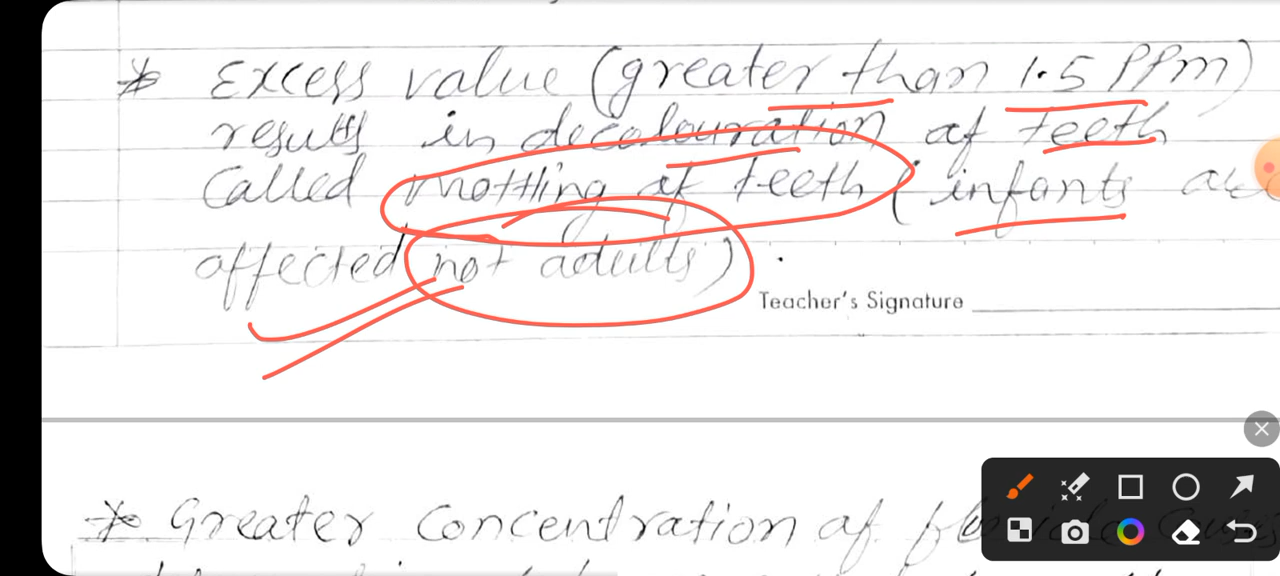 * Excess value (greater than 1.5 PPm)
results in decolouration of teeth
called mottling of teeth (infants are
affected not adults).
Teacher's Signature
* Greater concentration of